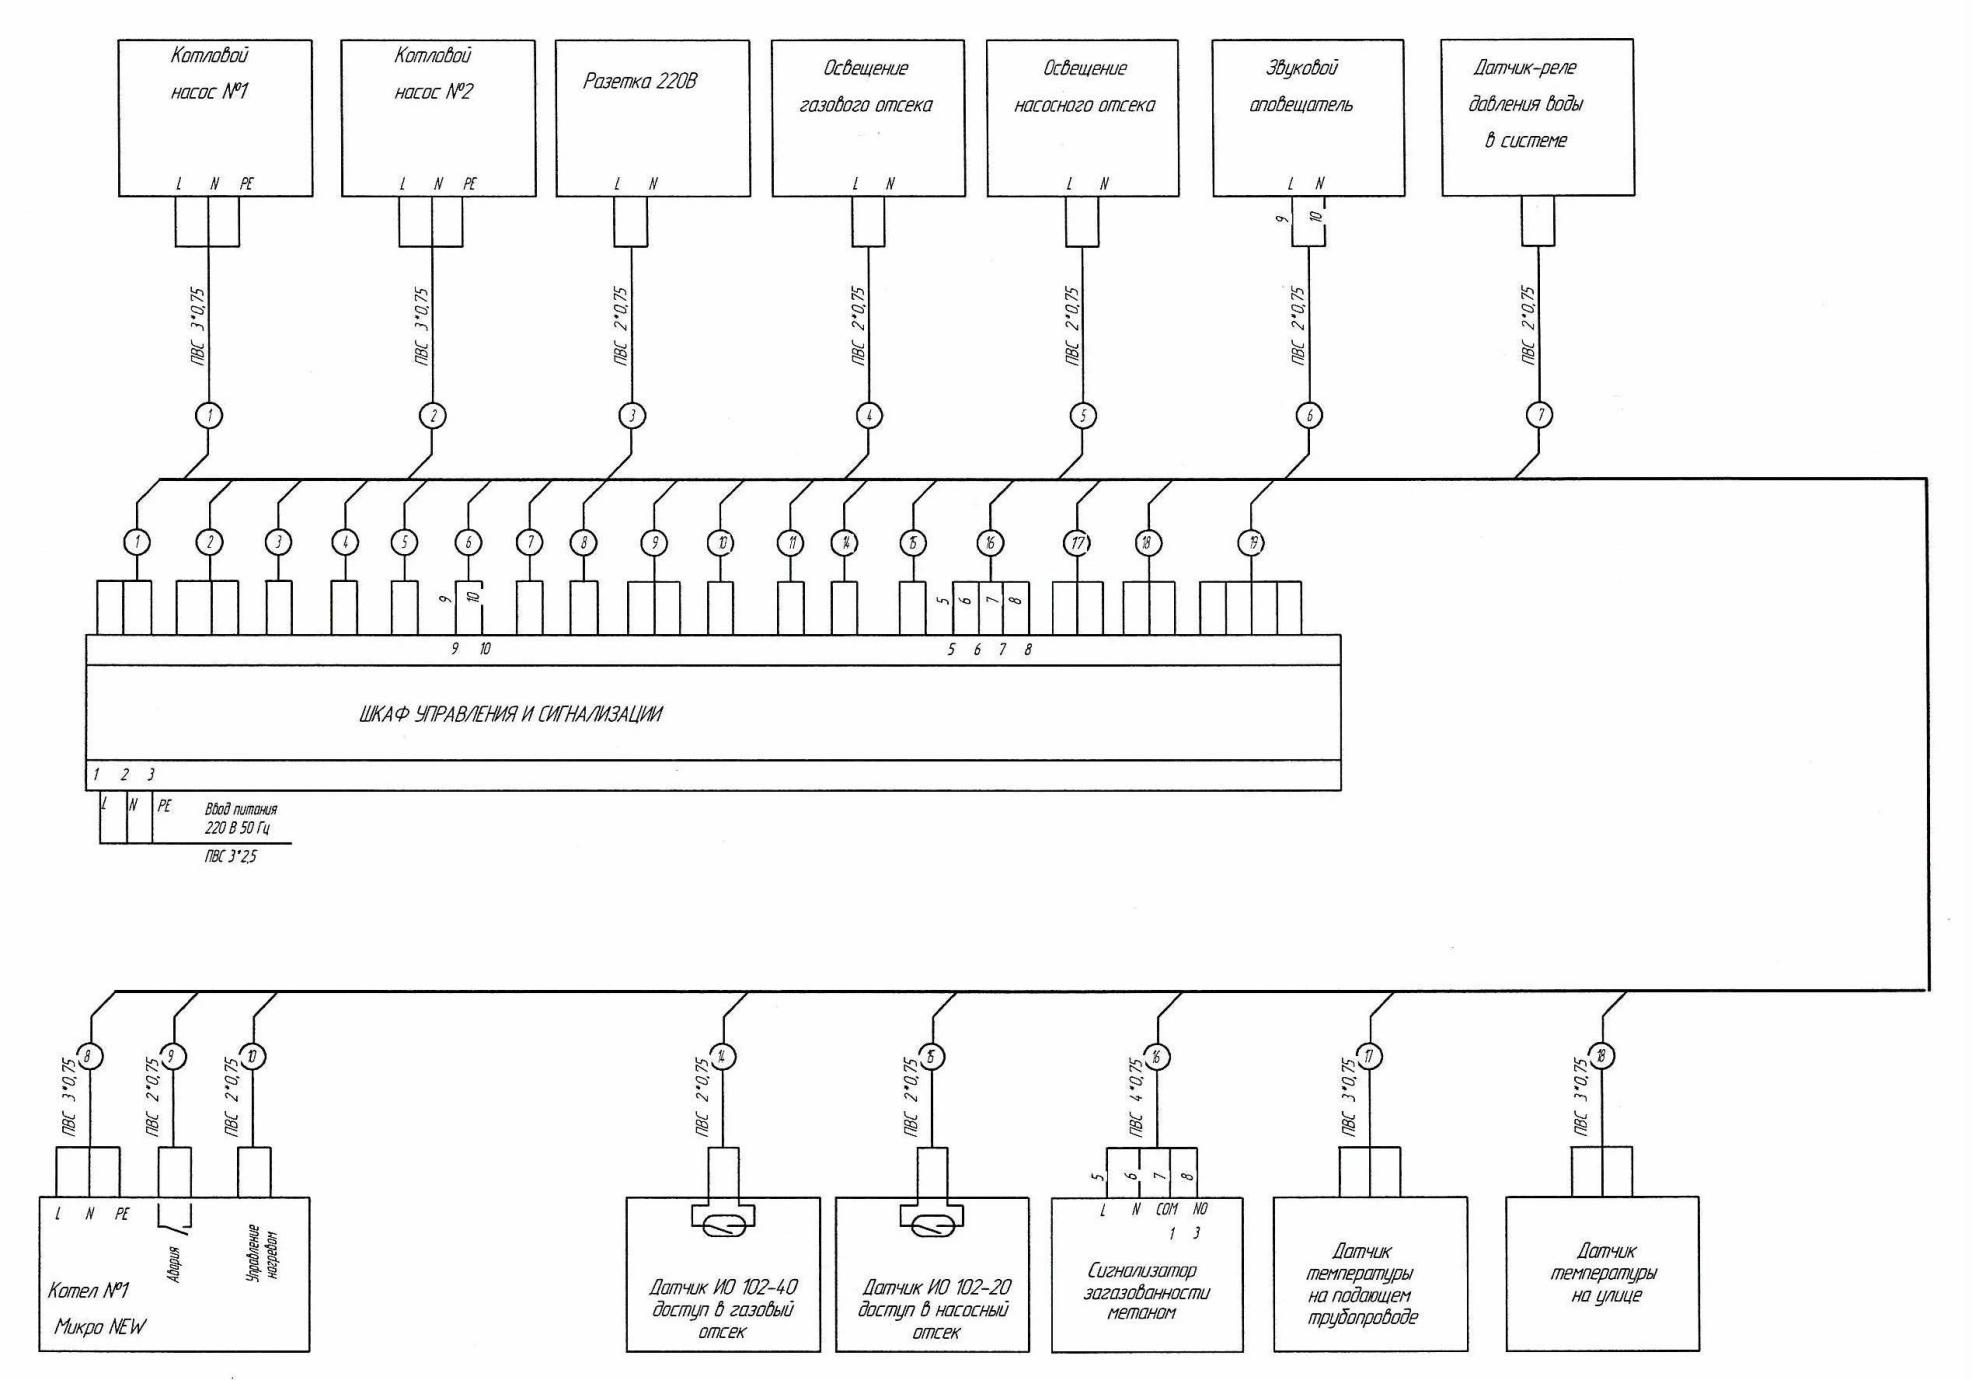 Котловой
насос №1
L N PE
Котловой
насос №2
L N PE
Разетка 220В
L N
Освещение
газового отсека
L N
Освещение
насосного отсека
L N
Звуковой
аповещатель
L N
Датчик-реле
давления воды
в системе
9 10
ПВС 3*0,75
ПВС 3*0,75
ПВС 2*0,75
ПВС 2*0,75
ПВС 2*0,75
ПВС 2*0,75
ПВС 2*0,75
1 2 3 4 5 6 7
1 2 3 4 5 6 7 8 9 10 11 14 15 16 17 18 19
9 10 5 6 7 8
9 10 5 6 7 8
ШКАФ УПРАВЛЕНИЯ И СИГНАЛИЗАЦИИ
1 2 3
L N PE
Ввод питания
220 В 50 Гц
ПВС 3*2,5
8 9 10 14 15 16 17 18
ПВС 3*0,75
ПВС 2*0,75
ПВС 2*0,75
ПВС 2*0,75
ПВС 2*0,75
ПВС 4*0,75
ПВС 3*0,75
ПВС 3*0,75
L N PE
Авария
Управление
нагревом
Котел №1
Микро NEW
Датчик ИО 102-40
доступ в газовый
отсек
Датчик ИО 102-20
доступ в насосный
отсек
5 6 7 8
L N COM NO
1 3
Сигнализатор
загазованности
метаном
Датчик
температуры
на подающем
трубопроводе
Датчик
температуры
на улице